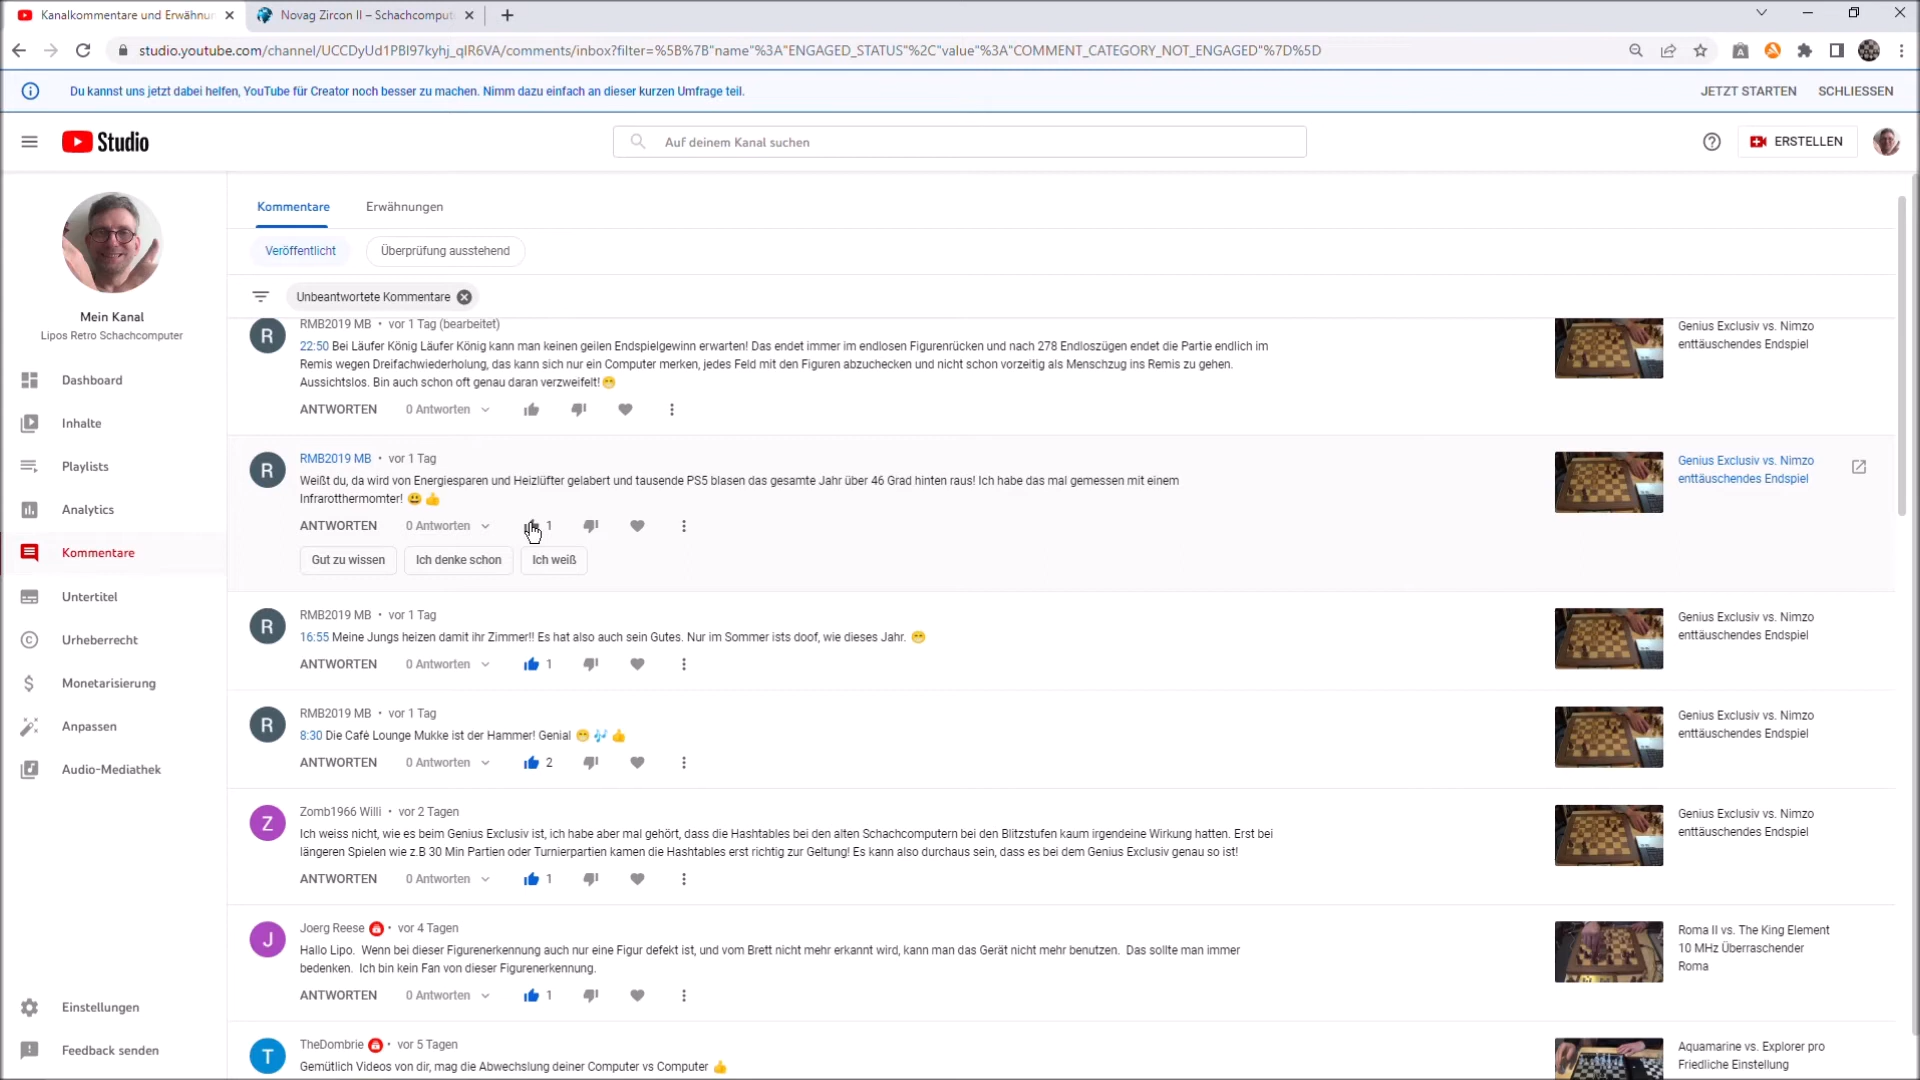 Kanalkommentare und Erwähnun
Novag Zircon II – Schachcomput
studio.youtube.com/channel/UCCDyUd1PBI97kyhj_qIR6VA/comments/inbox?filter=%5B%7B"name"%3A"ENGAGED_STATUS"%2C"value"%3A"COMMENT_CATEGORY_NOT_ENGAGED"%7D%5D
Du kannst uns jetzt dabei helfen, YouTube für Creator noch besser zu machen. Nimm dazu einfach an dieser kurzen Umfrage teil.
JETZT STARTEN
SCHLIESSEN
Studio
Auf deinem Kanal suchen
ERSTELLEN
Mein Kanal
Lipos Retro Schachcomputer
Dashboard
Inhalte
Playlists
Analytics
Kommentare
Untertitel
Urheberrecht
Monetarisierung
Anpassen
Audio-Mediathek
Einstellungen
Feedback senden
Kommentare
Erwähnungen
Veröffentlicht
Überprüfung ausstehend
Unbeantwortete Kommentare
R
RMB2019 MB • vor 1 Tag (bearbeitet)
22:50 Bei Läufer König Läufer König kann man keinen geilen Endspielgewinn erwarten! Das endet immer im endlosen Figurenrücken und nach 278 Endloszügen endet die Partie endlich im
Remis wegen Dreifachwiederholung, das kann sich nur ein Computer merken, jedes Feld mit den Figuren abzuchecken und nicht schon vorzeitig als Menschzug ins Remis zu gehen.
Aussichtslos. Bin auch schon oft genau daran verzweifelt!😁
ANTWORTEN 0 Antworten
Genius Exclusiv vs. Nimzo
enttäuschendes Endspiel
R
RMB2019 MB • vor 1 Tag
Weißt du, da wird von Energiesparen und Heizlüfter gelabert und tausende PS5 blasen das gesamte Jahr über 46 Grad hinten raus! Ich habe das mal gemessen mit einem
Infrarotthermomter! 😃 👍
ANTWORTEN 0 Antworten 1
Gut zu wissen
Ich denke schon
Ich weiß
Genius Exclusiv vs. Nimzo
enttäuschendes Endspiel
R
RMB2019 MB • vor 1 Tag
16:55 Meine Jungs heizen damit ihr Zimmer!! Es hat also auch sein Gutes. Nur im Sommer ists doof, wie dieses Jahr. 😁
ANTWORTEN 0 Antworten 1
Genius Exclusiv vs. Nimzo
enttäuschendes Endspiel
R
RMB2019 MB • vor 1 Tag
8:30 Die Cafè Lounge Mukke ist der Hammer! Genial 😁 🎶 👍
ANTWORTEN 0 Antworten 2
Genius Exclusiv vs. Nimzo
enttäuschendes Endspiel
Z
Zomb1966 Willi • vor 2 Tagen
Ich weiss nicht, wie es beim Genius Exclusiv ist, ich habe aber mal gehört, dass die Hashtables bei den alten Schachcomputern bei den Blitzstufen kaum irgendeine Wirkung hatten. Erst bei
längeren Spielen wie z.B 30 Min Partien oder Turnierpartien kamen die Hashtables erst richtig zur Geltung! Es kann also durchaus sein, dass es bei dem Genius Exclusiv genau so ist!
ANTWORTEN 0 Antworten 1
Genius Exclusiv vs. Nimzo
enttäuschendes Endspiel
J
Joerg Reese • vor 4 Tagen
Hallo Lipo. Wenn bei dieser Figurenerkennung auch nur eine Figur defekt ist, und vom Brett nicht mehr erkannt wird, kann man das Gerät nicht mehr benutzen. Das sollte man immer
bedenken. Ich bin kein Fan von dieser Figurenerkennung.
ANTWORTEN 0 Antworten 1
Roma II vs. The King Element
10 MHz Überraschender
Roma
T
TheDombrie • vor 5 Tagen
Gemütlich Videos von dir, mag die Abwechslung deiner Computer vs Computer 👍
Aquamarine vs. Explorer pro
Friedliche Einstellung